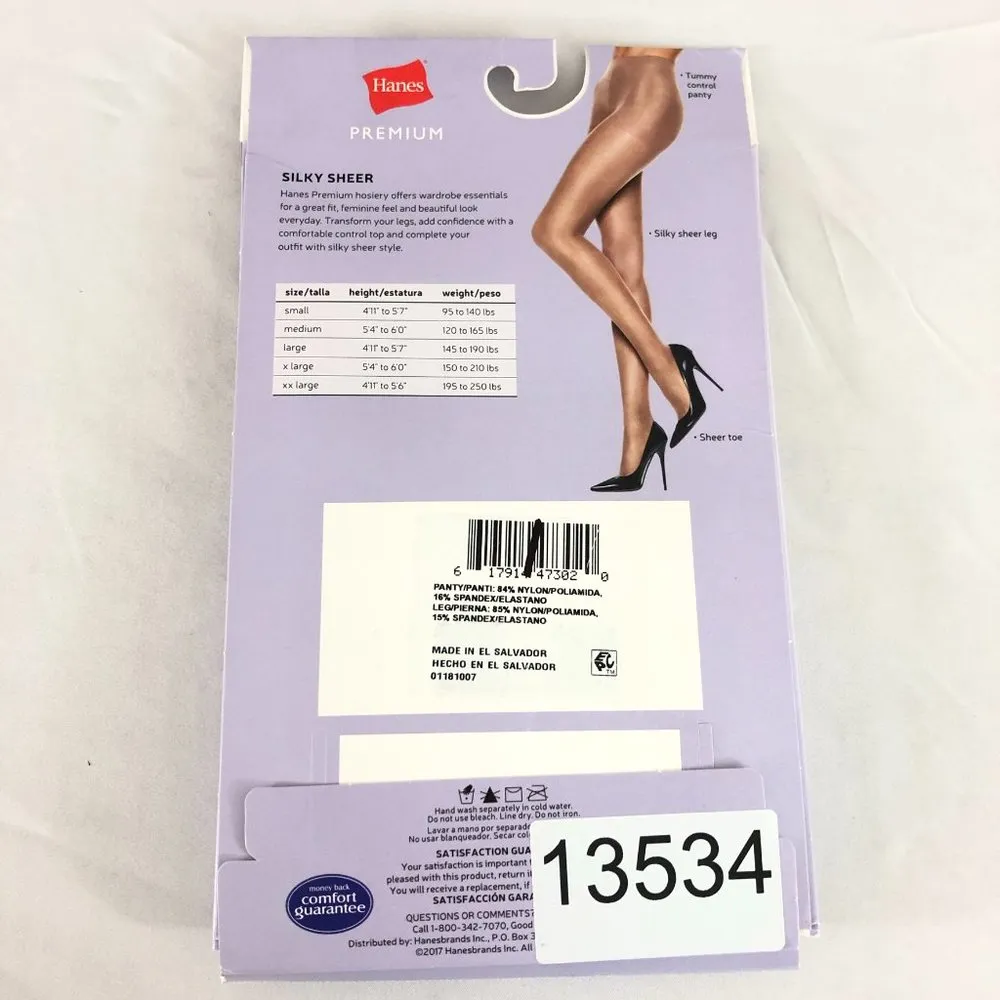 Hanes
PREMIUM
• Tummy
control
panty
SILKY SHEER
Hanes Premium hosiery offers wardrobe essentials
for a great fit, feminine feel and beautiful look
everyday. Transform your legs, add confidence with a
comfortable control top and complete your
outfit with silky sheer style.
• Silky sheer leg
size/talla height/estatura weight/peso
small 4'11" to 5'7" 95 to 140 lbs
medium 5'4" to 6'0" 120 to 165 lbs
large 4'11" to 5'7" 145 to 190 lbs
x large 5'4" to 6'0" 150 to 210 lbs
xx large 4'11" to 5'6" 195 to 250 lbs
• Sheer toe
6 17914 47302 0
PANTY/PANTI: 84% NYLON/POLIAMIDA,
16% SPANDEX/ELASTANO
LEG/PIERNA: 85% NYLON/POLIAMIDA,
15% SPANDEX/ELASTANO
MADE IN EL SALVADOR
HECHO EN EL SALVADOR
01181007
EPC TM
Hand wash separately in cold water.
Do not use bleach. Line dry. Do not iron.
Lavar a mano por separado
No usar blanqueador. Secar
SATISFACTION
Your satisfaction is important
pleased with this product, return
You will receive a replacement, if
SATISFACCIÓN
QUESTIONS OR COMMENTS?
Call 1-800-342-7070, Good
Distributed by: Hanesbrands Inc., P.O. Box
©2017 Hanesbrands Inc. All
money back
comfort
guarantee
13534